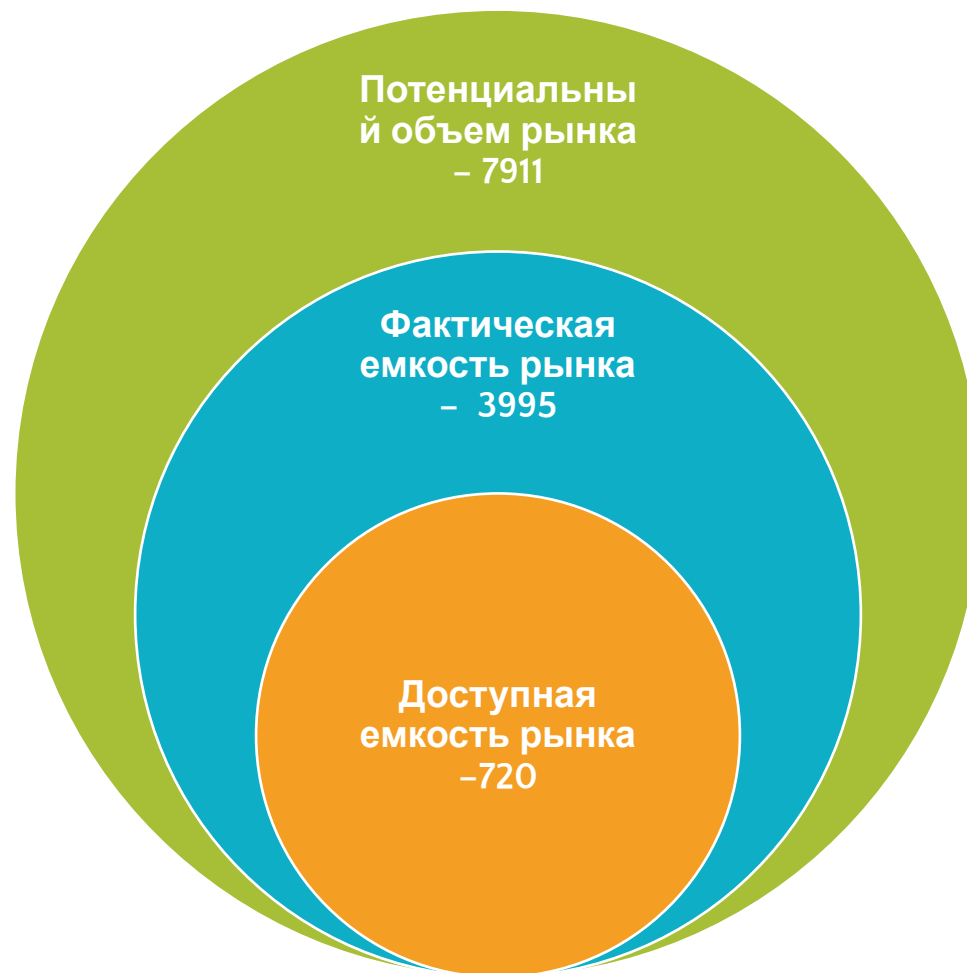 Потенциальны
й объем рынка
– 7911
Фактическая
емкость рынка
– 3995
Доступная
емкость рынка
–720